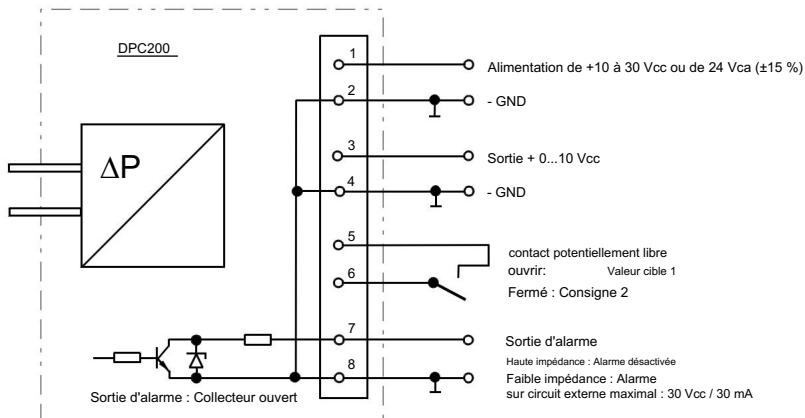 DPC200
ΔP
1
Alimentation de +10 à 30 Vcc ou de 24 Vca (±15 %)
2
- GND
3
Sortie + 0...10 Vcc
4
- GND
5
contact potentiellement libre
ouvrir: Valeur cible 1
6
Fermé : Consigne 2
7
Sortie d'alarme
Haute impédance : Alarme désactivée
8
Faible impédance : Alarme
sur circuit externe maximal : 30 Vcc / 30 mA
Sortie d'alarme : Collecteur ouvert